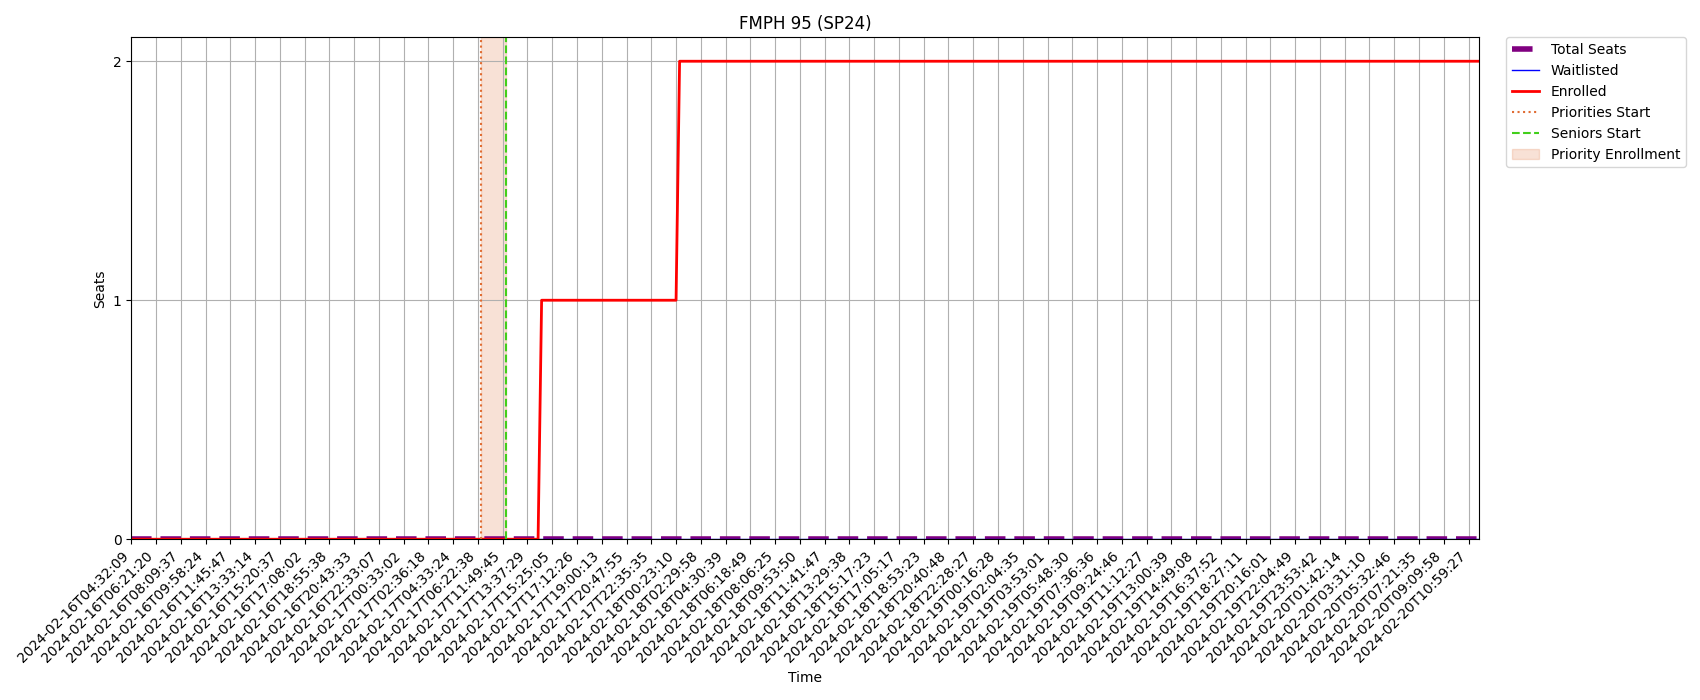 FMPH 95 (SP24)
Total Seats
Waitlisted
Enrolled
Priorities Start
Seniors Start
Priority Enrollment
Seats
2
1
0
2024-02-16T04:32:09
2024-02-16T06:21:20
2024-02-16T08:09:37
2024-02-16T09:58:24
2024-02-16T11:45:47
2024-02-16T13:33:14
2024-02-16T15:20:37
2024-02-16T17:08:02
2024-02-16T18:55:38
2024-02-16T20:43:33
2024-02-16T22:33:07
2024-02-17T00:33:02
2024-02-17T02:36:18
2024-02-17T04:33:24
2024-02-17T06:22:38
2024-02-17T11:49:45
2024-02-17T13:37:29
2024-02-17T15:25:05
2024-02-17T17:12:26
2024-02-17T19:00:13
2024-02-17T20:47:55
2024-02-17T22:35:35
2024-02-18T00:23:10
2024-02-18T02:29:58
2024-02-18T04:30:39
2024-02-18T06:18:49
2024-02-18T08:06:25
2024-02-18T09:53:50
2024-02-18T11:41:47
2024-02-18T13:29:38
2024-02-18T15:17:23
2024-02-18T17:05:17
2024-02-18T18:53:23
2024-02-18T20:40:48
2024-02-18T22:28:27
2024-02-19T00:16:28
2024-02-19T02:04:35
2024-02-19T03:53:01
2024-02-19T05:48:30
2024-02-19T07:36:36
2024-02-19T09:24:46
2024-02-19T11:12:27
2024-02-19T13:00:39
2024-02-19T14:49:08
2024-02-19T16:37:52
2024-02-19T18:27:11
2024-02-19T20:16:01
2024-02-19T22:04:49
2024-02-19T23:53:42
2024-02-20T01:42:14
2024-02-20T03:31:10
2024-02-20T05:32:46
2024-02-20T07:21:35
2024-02-20T09:09:58
2024-02-20T10:59:27
Time